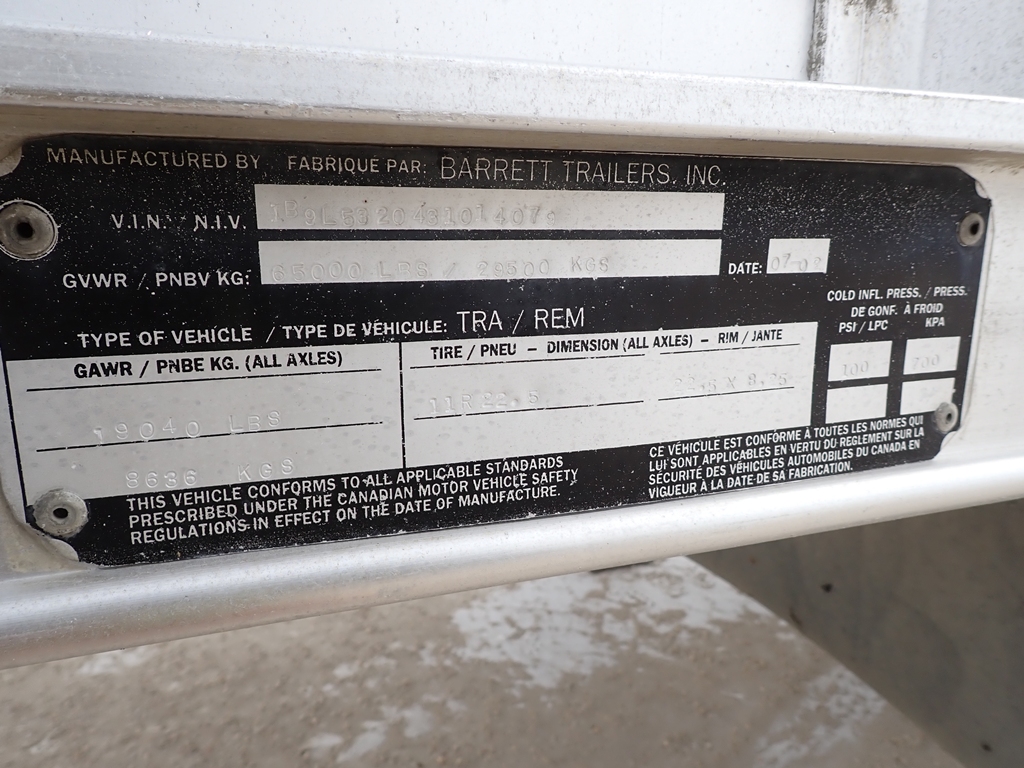 MANUFACTURED BY FABRIQUE PAR: BARRETT TRAILERS, INC.
V.I.N. N.I.V.
GVWR / PNBV KG: 65000 LBS / 29500 KGS DATE: 07-02
TYPE OF VEHICLE / TYPE DE VÉHICULE: TRA / REM
COLD INFL. PRESS. / PRESS.
DE GONF. À FROID
PSI / LPC KPA
GAWR / PNBE KG. (ALL AXLES) TIRE / PNEU – DIMENSION (ALL AXLES) – RIM / JANTE
19040 LBS 11R22.5 22.5 X 8.25 100 700
8636 KGS
THIS VEHICLE CONFORMS TO ALL APPLICABLE STANDARDS
PRESCRIBED UNDER THE CANADIAN MOTOR VEHICLE SAFETY
REGULATIONS IN EFFECT ON THE DATE OF MANUFACTURE.
CE VÉHICULE EST CONFORME À TOUTES LES NORMES QUI
LUI SONT APPLICABLES EN VERTU DU REGLEMENT SUR LA
SÉCURITÉ DES VÉHICULES AUTOMOBILES DU CANADA EN
VIGUEUR À LA DATE DE SA FABRICATION.